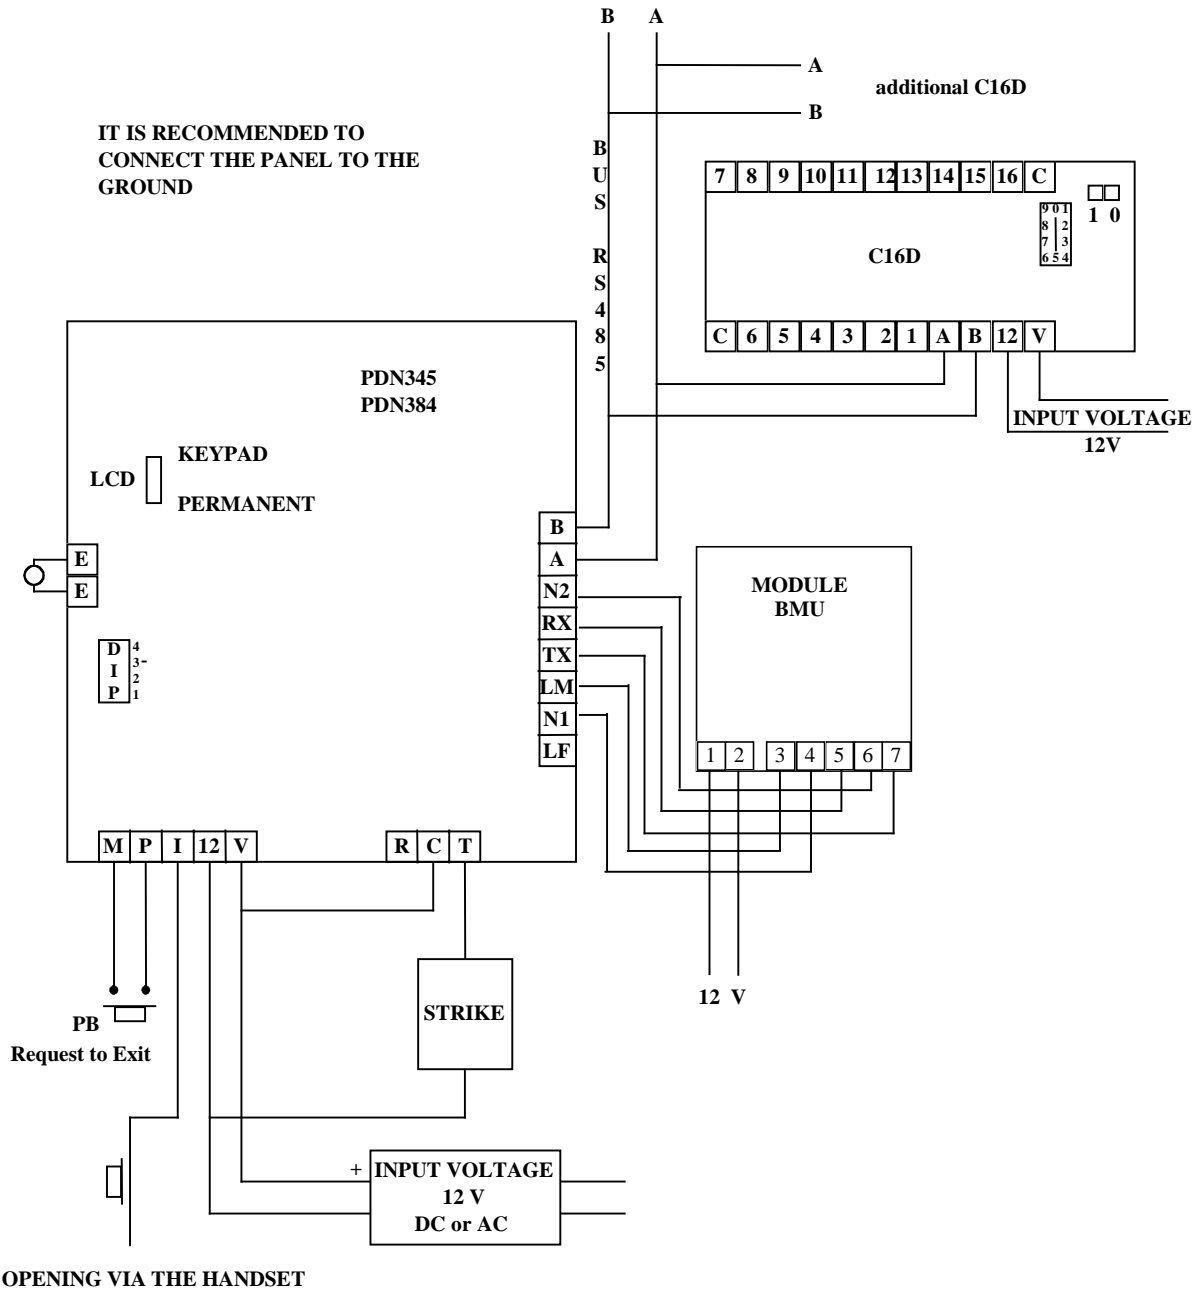 B A
A
additional C16D
B
IT IS RECOMMENDED TO
CONNECT THE PANEL TO THE
GROUND
BUS RS485
7 8 9 10 11 12 13 14 15 16 C
1 0
9 0 1
8 2
7 3
6 5 4
C16D
C 6 5 4 3 2 1 A B 12 V
INPUT VOLTAGE
12V
PDN345
PDN384
KEYPAD
LCD
PERMANENT
B
A
N2
RX
TX
LM
N1
LF
E
E
MODULE
BMU
DIP
4
3-
2
1
1 2 3 4 5 6 7
M P I 12 V
R C T
12 V
STRIKE
PB
Request to Exit
+ INPUT VOLTAGE
12 V
DC or AC
OPENING VIA THE HANDSET